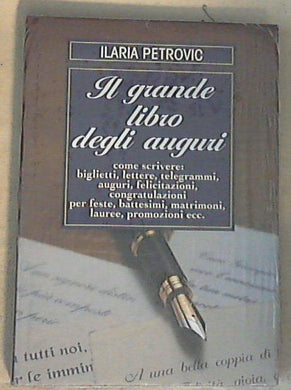 ILARIA PETROVIC
Il grande
libro
degli auguri
come scrivere:
biglietti, lettere, telegrammi,
auguri, felicitazioni,
congratulazioni
per feste, battesimi, matrimoni,
lauree, promozioni ecc.
a tutti noi,
A una bella coppia di